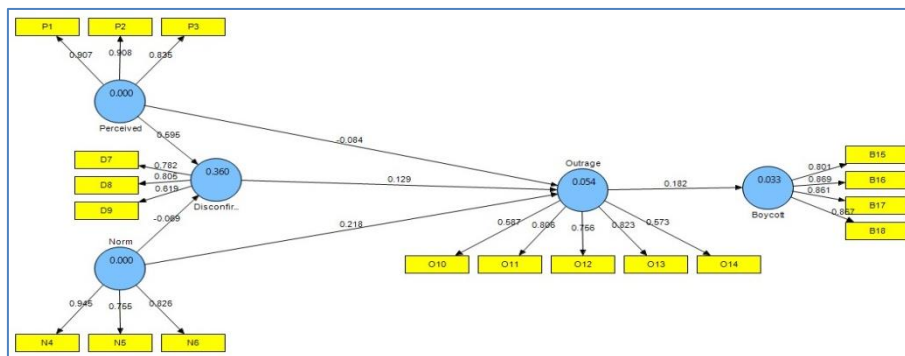 P1 P2 P3
0.907 0.908 0.835
0.000
Perceived
0.595 -0.084
D7 0.782
D8 0.805
D9 0.619
0.360
Disconfir...
0.129
Outrage
0.054
0.182
0.033
Boycott
B15 0.801
B16 0.869
B17 0.861
B18 0.867
-0.069
Norm
0.000
0.218
0.587 0.806 0.756 0.823 0.573
O10 O11 O12 O13 O14
0.945 0.755 0.826
N4 N5 N6